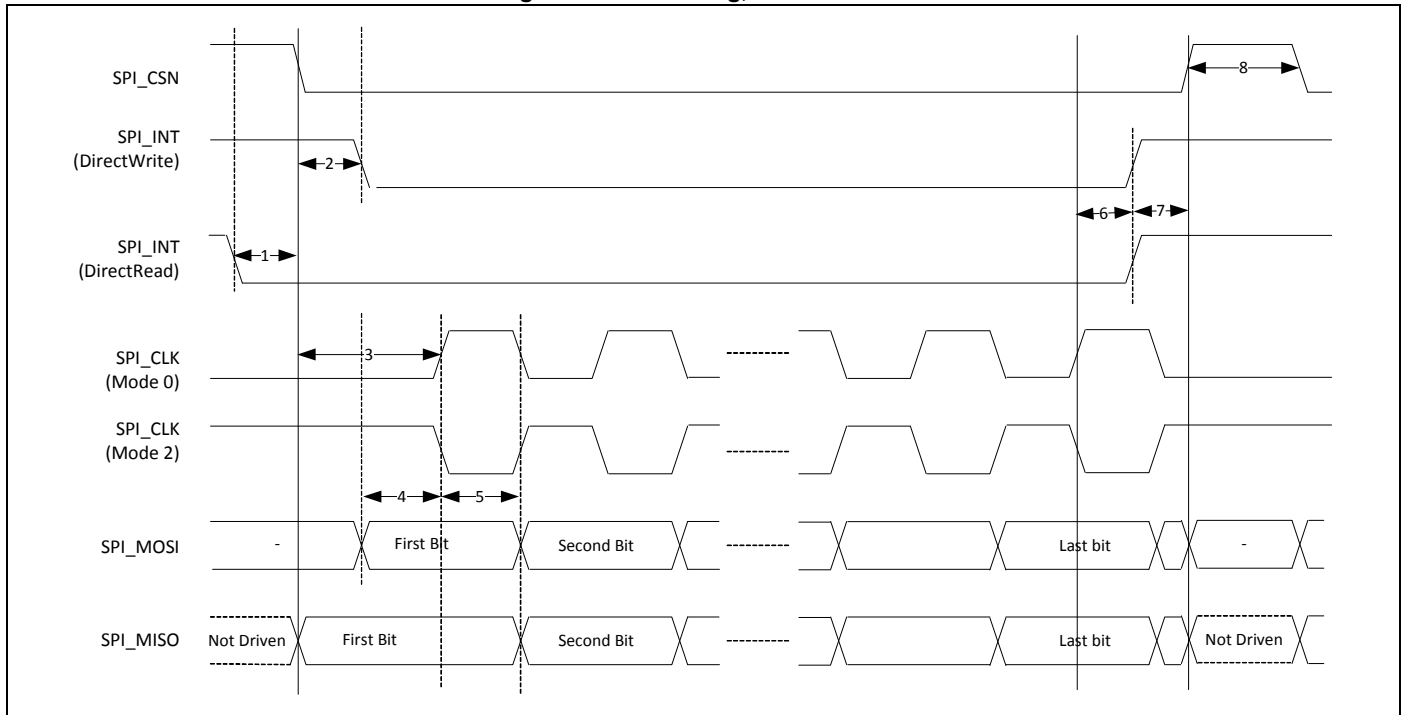 SPI_CSN
8
SPI_INT
(DirectWrite)
2
6
7
SPI_INT
(DirectRead)
1
SPI_CLK
(Mode 0)
3
SPI_CLK
(Mode 2)
4
5
SPI_MOSI
-
First Bit
Second Bit
Last bit
-
SPI_MISO
Not Driven
First Bit
Second Bit
Last bit
Not Driven